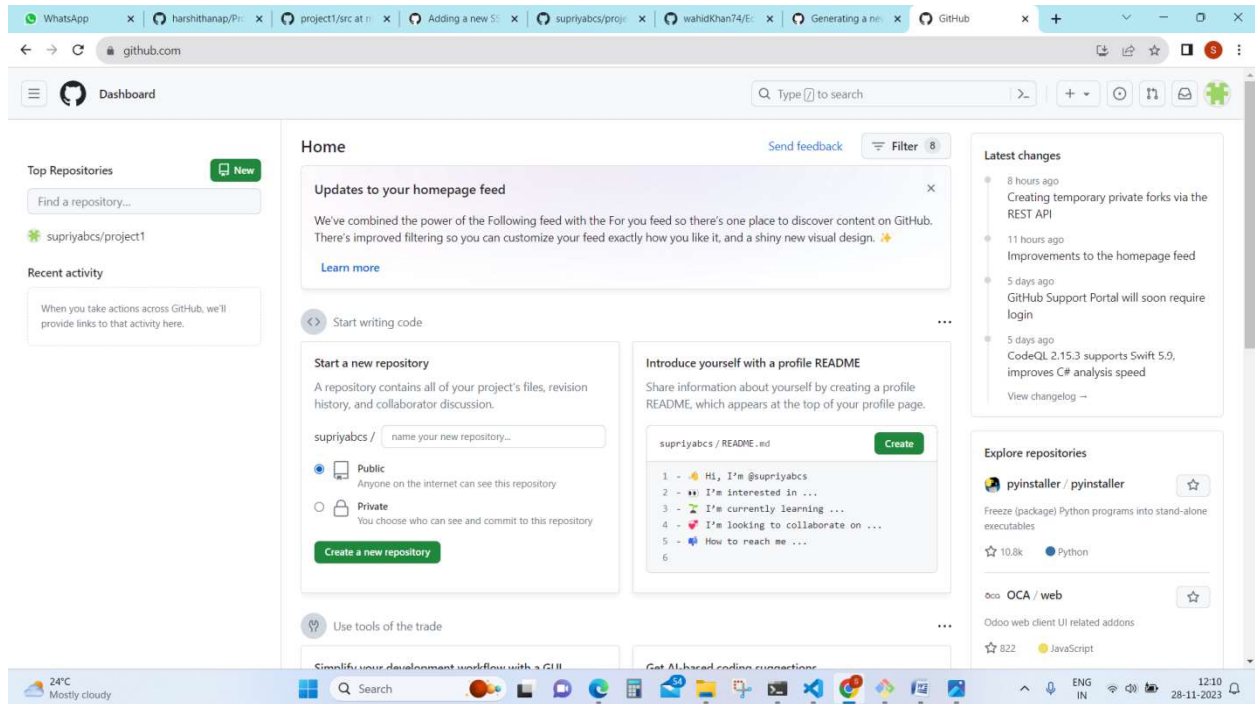 WhatsApp
harshithanap/Pr
project1/src at n
Adding a new S
supriyabcs/proje
wahidKhan74/Ec
Generating a ne
GitHub
github.com
S
Dashboard
Type / to search
Top Repositories
New
Find a repository...
supriyabcs/project1
Recent activity
When you take actions across GitHub, we'll
provide links to that activity here.
Home
Send feedback
Filter 8
Updates to your homepage feed
We've combined the power of the Following feed with the For you feed so there's one place to discover content on GitHub.
There's improved filtering so you can customize your feed exactly how you like it, and a shiny new visual design. ✨
Learn more
Start writing code
Start a new repository
A repository contains all of your project's files, revision
history, and collaborator discussion.
supriyabcs /
name your new repository...
Public
Anyone on the internet can see this repository
Private
You choose who can see and commit to this repository
Create a new repository
Introduce yourself with a profile README
Share information about yourself by creating a profile
README, which appears at the top of your profile page.
supriyabcs / README.md
Create
1 - 👋 Hi, I'm @supriyabcs
2 - 👀 I'm interested in ...
3 - 🌱 I'm currently learning ...
4 - 💞️ I'm looking to collaborate on ...
5 - 📫 How to reach me ...
6
Use tools of the trade
Simplify your development workflow with a GUI
Get AI-based coding suggestions
Latest changes
8 hours ago
Creating temporary private forks via the
REST API
11 hours ago
Improvements to the homepage feed
5 days ago
GitHub Support Portal will soon require
login
5 days ago
CodeQL 2.15.3 supports Swift 5.9,
improves C# analysis speed
View changelog →
Explore repositories
pyinstaller / pyinstaller
Freeze (package) Python programs into stand-alone
executables
10.8k
Python
OCA / web
Odoo web client UI related addons
822
JavaScript
24°C
Mostly cloudy
Search
54
ENG
IN
12:10
28-11-2023